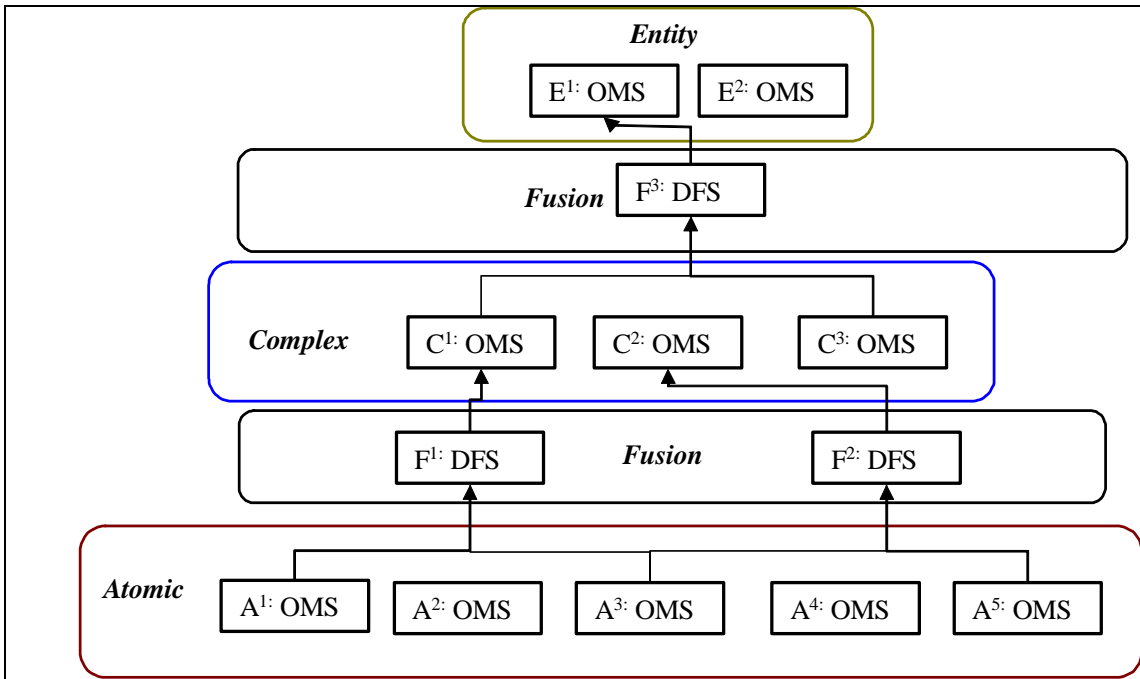 Entity
E1: OMS E2: OMS
Fusion F3: DFS
Complex C1: OMS C2: OMS C3: OMS
F1: DFS Fusion F2: DFS
Atomic A1: OMS A2: OMS A3: OMS A4: OMS A5: OMS